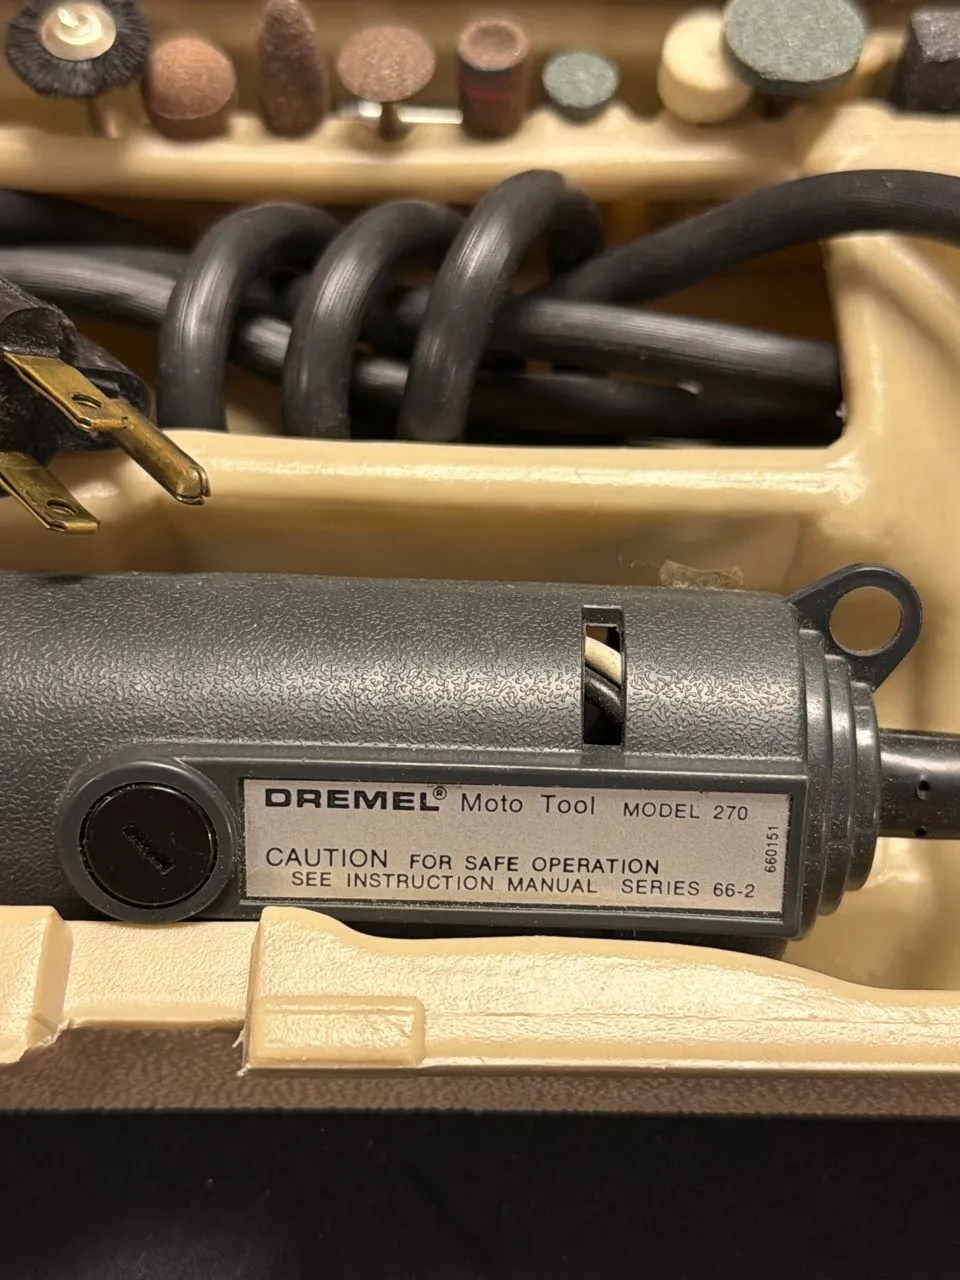 DREMEL® Moto Tool MODEL 270
CAUTION FOR SAFE OPERATION
SEE INSTRUCTION MANUAL SERIES 66-2
660151